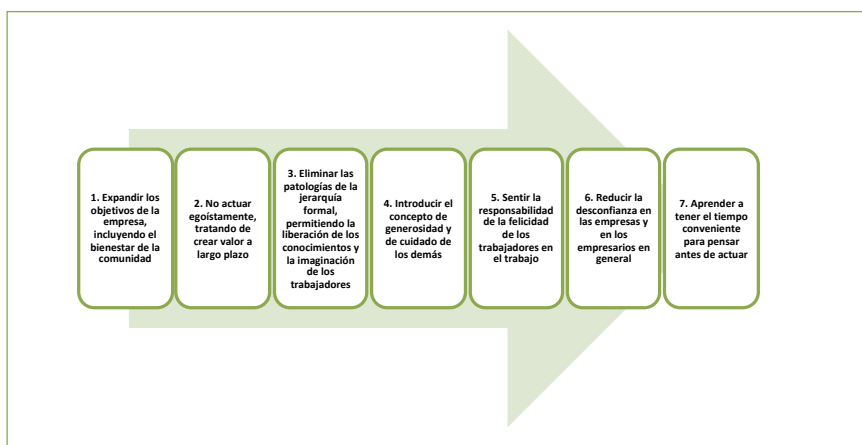 1. Expandir los
objetivos de la
empresa,
incluyendo el
bienestar de la
comunidad
2. No actuar
egoístamente,
tratando de
crear valor a
largo plazo
3. Eliminar las
patologías de la
jerarquía
formal,
permitiendo la
liberación de los
conocimientos y
la imaginación
de los
trabajadores
4. Introducir el
concepto de
generosidad y
de cuidado de
los demás
5. Sentir la
responsabilidad
de la felicidad
de los
trabajadores en
el trabajo
6. Reducir la
desconfianza en
las empresas y
en los
empresarios en
general
7. Aprender a
tener el tiempo
conveniente
para pensar
antes de actuar